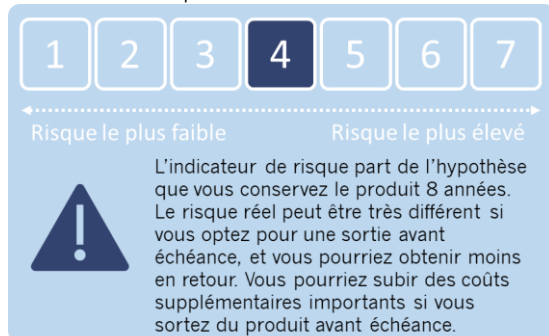 1 2 3 4 5 6 7
Risque le plus faible Risque le plus élevé
L'indicateur de risque part de l'hypothèse
que vous conservez le produit 8 années.
Le risque réel peut être très différent si
vous optez pour une sortie avant
échéance, et vous pourriez obtenir moins
en retour. Vous pourriez subir des coûts
supplémentaires importants si vous
sortez du produit avant échéance.